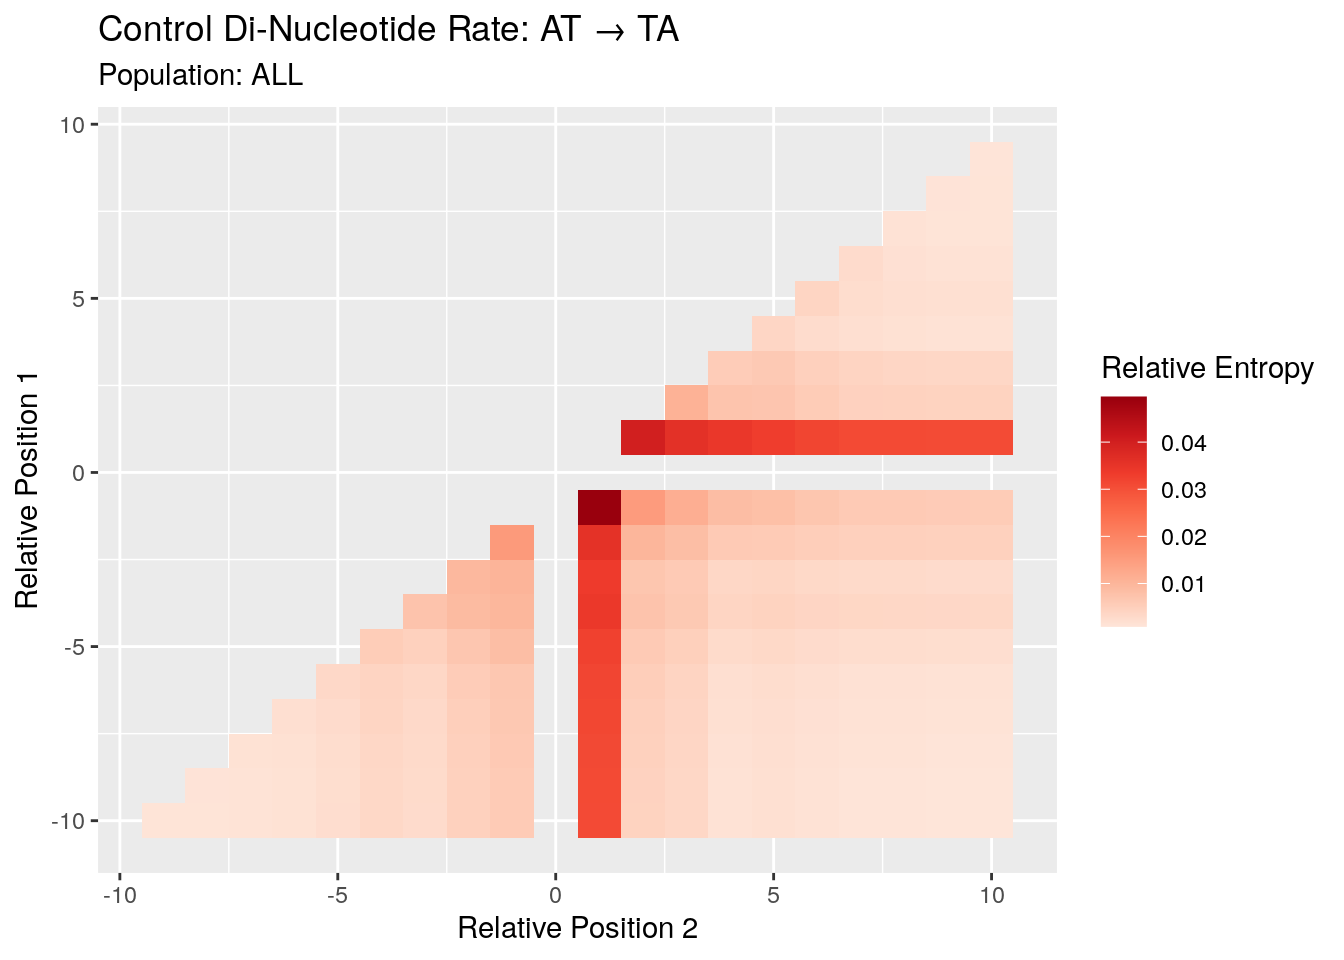 Control Di-Nucleotide Rate: AT → TA
Population: ALL
10
5
0
-5
-10
Relative Position 1
-10
-5
0
5
10
Relative Position 2
Relative Entropy
0.04
0.03
0.02
0.01